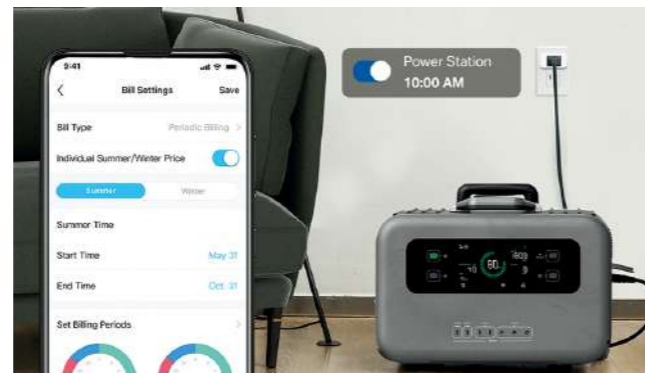 9:41
Bill Settings
Save
Bill Type
Periodic Billing
Individual Summer/Winter Price
Summer
Winter
Summer Time
Start Time
May 31
End Time
Oct 31
Set Billing Periods
Power Station
10:00 AM
80